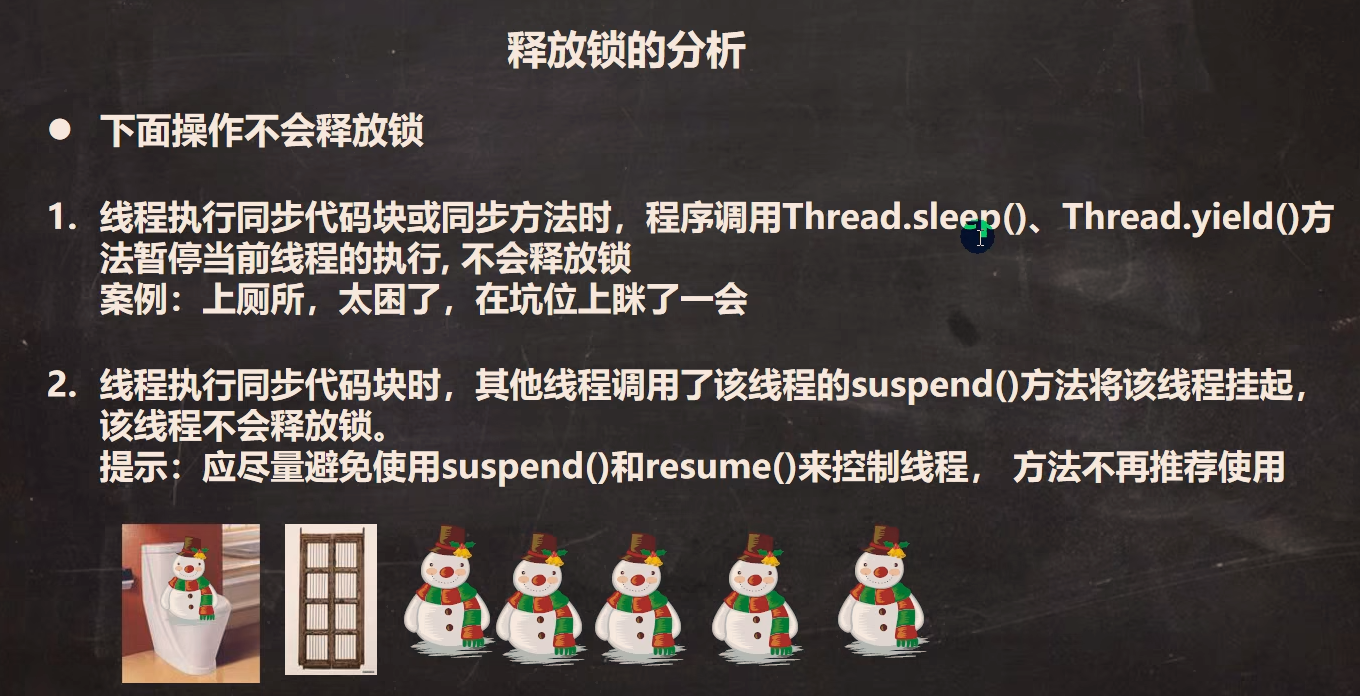 释放锁的分析
● 下面操作不会释放锁
1. 线程执行同步代码块或同步方法时，程序调用Thread.sleep()、Thread.yield()方
法暂停当前线程的执行, 不会释放锁
案例：上厕所，太困了，在坑位上眯了一会
2. 线程执行同步代码块时，其他线程调用了该线程的suspend()方法将该线程挂起，
该线程不会释放锁。
提示：应尽量避免使用suspend()和resume()来控制线程， 方法不再推荐使用